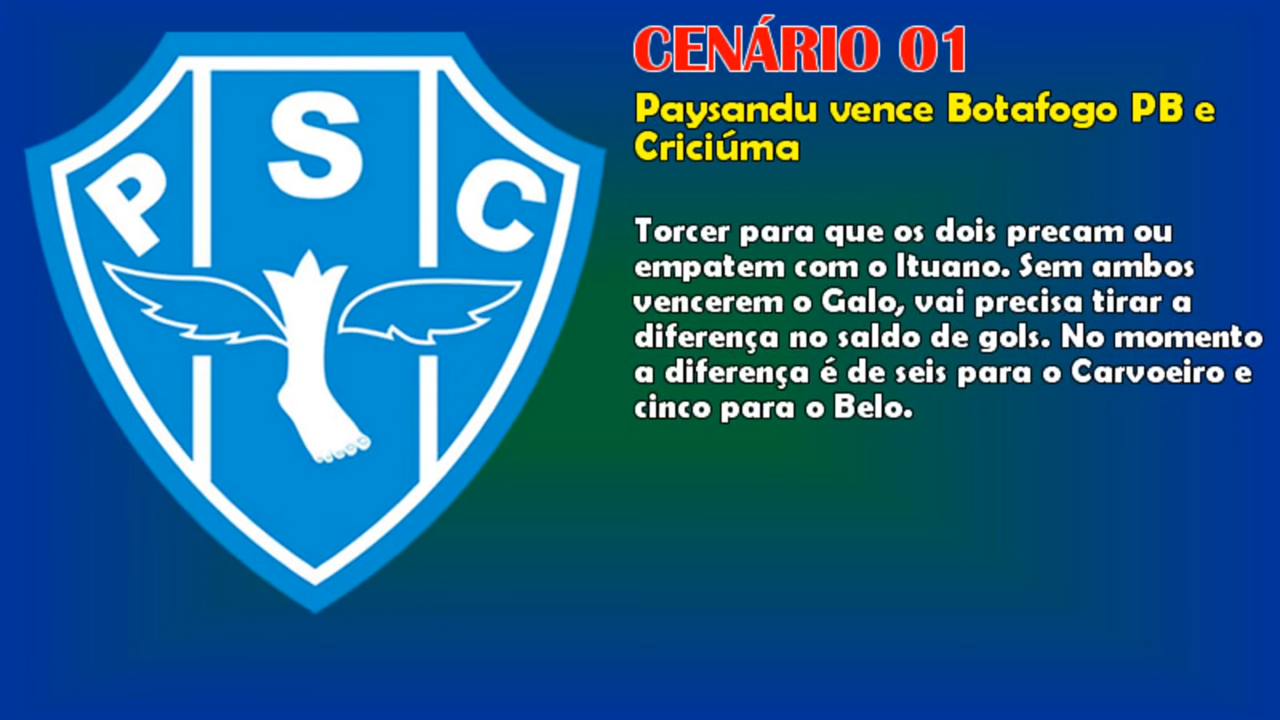 P S C
CENÁRIO 01
Paysandu vence Botafogo PB e
Criciúma
Torcer para que os dois precam ou
empatem com o Ituano. Sem ambos
vencerem o Galo, vai precisa tirar a
diferença no saldo de gols. No momento
a diferença é de seis para o Carvoeiro e
cinco para o Belo.